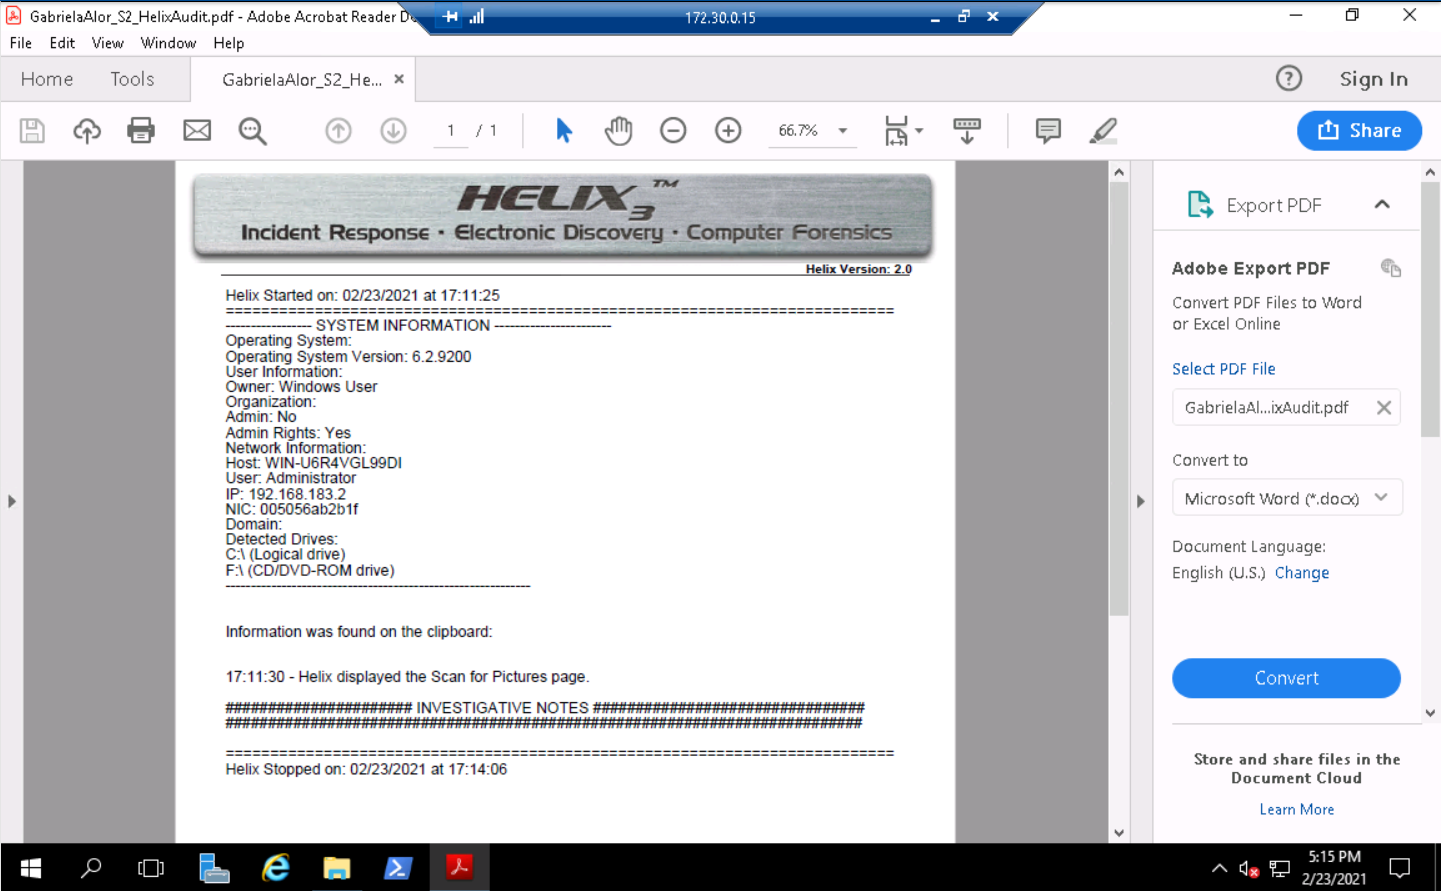 GabrielaAlor_S2_HelixAudit.pdf - Adobe Acrobat Reader D
172.30.0.15
File Edit View Window Help
Home Tools GabrielaAlor_S2_He... × Sign In
1 / 1 66.7% Share
HELIX3 ™
Incident Response · Electronic Discovery · Computer Forensics
Helix Version: 2.0
Helix Started on: 02/23/2021 at 17:11:25
==========================================================================
----------------- SYSTEM INFORMATION -----------------------
Operating System:
Operating System Version: 6.2.9200
User Information:
Owner: Windows User
Organization:
Admin: No
Admin Rights: Yes
Network Information:
Host: WIN-U6R4VGL99DI
User: Administrator
IP: 192.168.183.2
NIC: 005056ab2b1f
Domain:
Detected Drives:
C:\ (Logical drive)
F:\ (CD/DVD-ROM drive)
------------------------------------------------------------
Information was found on the clipboard:
17:11:30 - Helix displayed the Scan for Pictures page.
###################### INVESTIGATIVE NOTES ################################
###########################################################################
==========================================================================
Helix Stopped on: 02/23/2021 at 17:14:06
Export PDF
Adobe Export PDF
Convert PDF Files to Word
or Excel Online
Select PDF File
GabrielaAl...ixAudit.pdf
Convert to
Microsoft Word (*.docx)
Document Language:
English (U.S.) Change
Convert
Store and share files in the
Document Cloud
Learn More
5:15 PM
2/23/2021